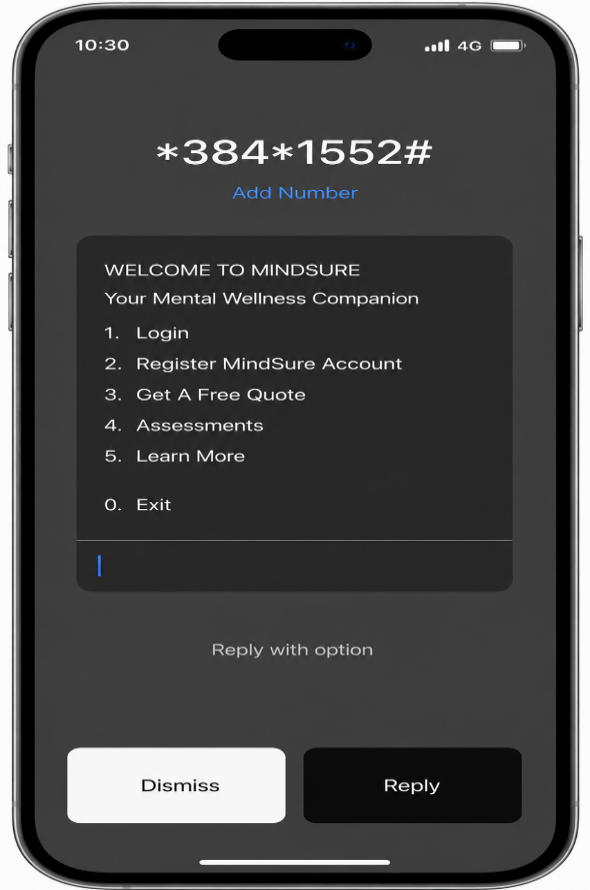 10:30 4G
*384*1552#
Add Number
WELCOME TO MINDSURE
Your Mental Wellness Companion
1. Login
2. Register MindSure Account
3. Get A Free Quote
4. Assessments
5. Learn More
0. Exit
Reply with option
Dismiss Reply